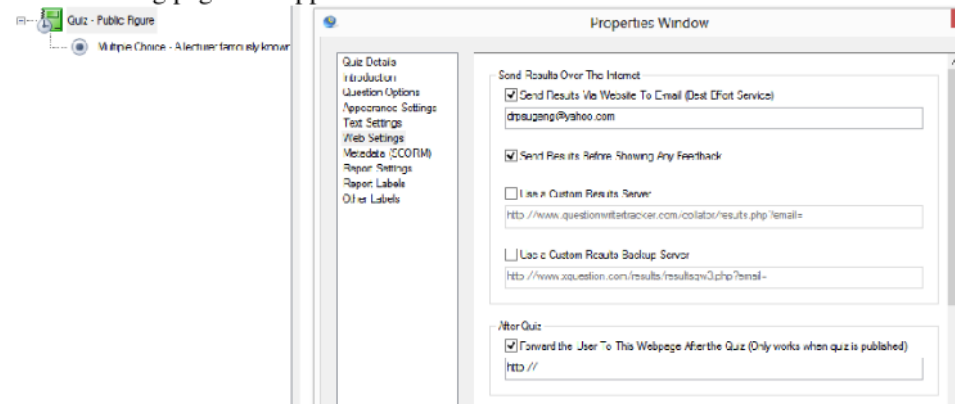 Quiz - Public Figure
Multiple Choice - A lecturer famously known
Properties Window
Quiz Details
Introduction
Question Options
Appearance Settings
Text Settings
Web Settings
Metadata (SCORM)
Report Settings
Report Labels
Other Labels
Send Results Over The Internet
Send Results Via Website To E-mail (Best Effort Service)
drpaugeng@yahoo.com
Send Results Before Showing Any Feedback
Use a Custom Results Server
http://www.questionwritertracker.com/collator/results.php?email=
Use a Custom Results Backup Server
http://www.xquestion.com/results/resultsqw3.php?email=
After Quiz
Forward the User To This Webpage After the Quiz (Only works when quiz is published)
http://